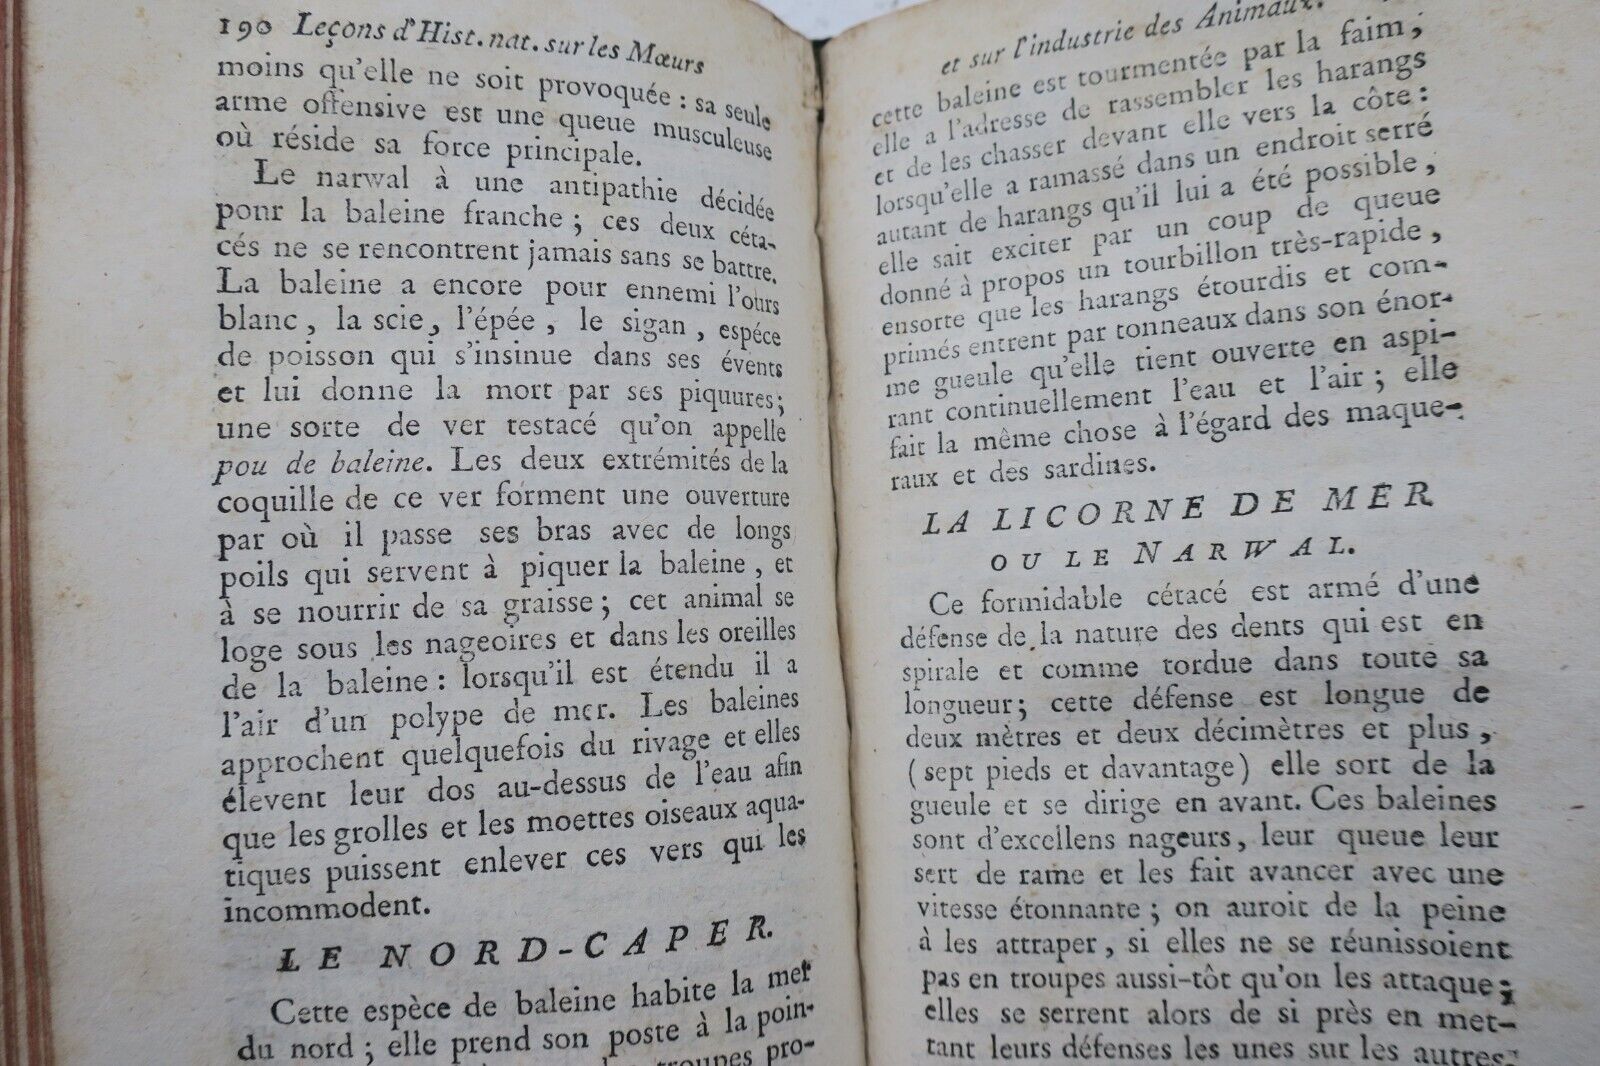 190 Leçons d'Hist. nat. sur les Mœurs
moins qu'elle ne soit provoquée : sa seule
arme offensive est une queue musculeuse
où réside sa force principale.
Le narwal à une antipathie décidée
ponr la baleine franche ; ces deux céta-
cés ne se rencontrent jamais sans se battre.
La baleine a encore pour ennemi l'ours
blanc, la scie, l'épée, le sigan, espéce
de poisson qui s'insinue dans ses évents
et lui donne la mort par ses piquures ;
une sorte de ver testacé qu'on appelle
pou de baleine. Les deux extrémités de la
coquille de ce ver forment une ouverture
par où il passe ses bras avec de longs
poils qui servent à piquer la baleine, et
à se nourrir de sa graisse ; cet animal se
loge sous les nageoires et dans les oreilles
de la baleine : lorsqu'il est étendu il a
l'air d'un polype de mer. Les baleines
approchent quelquefois du rivage et elles
élevent leur dos au-dessus de l'eau afin
que les grolles et les moettes oiseaux aqua-
tiques puissent enlever ces vers qui les
incommodent.
LE NORD-CAPER.
Cette espèce de baleine habite la mer
du nord ; elle prend son poste à la poin-
troupes pro-
et sur l'industrie des Animaux.
cette baleine est tourmentée par la faim ;
elle a l'adresse de rassembler les harangs
et de les chasser devant elle vers la côte :
lorsqu'elle a ramassé dans un endroit serré
autant de harangs qu'il lui a été possible,
elle sait exciter par un coup de queue
donné à propos un tourbillon très-rapide,
ensorte que les harangs étourdis et com-
primés entrent par tonneaux dans son énor-
me gueule qu'elle tient ouverte en aspi-
rant continuellement l'eau et l'air ; elle
fait la même chose à l'égard des maque-
raux et des sardines.
LA LICORNE DE MER
OU LE NARWAL.
Ce formidable cétacé est armé d'une
défense de la nature des dents qui est en
spirale et comme tordue dans toute sa
longueur ; cette défense est longue de
deux mètres et deux décimètres et plus,
(sept pieds et davantage) elle sort de la
gueule et se dirige en avant. Ces baleines
sont d'excellens nageurs, leur queue leur
sert de rame et les fait avancer avec une
vitesse étonnante ; on auroit de la peine
à les attraper, si elles ne se réunissoient
pas en troupes aussi-tôt qu'on les attaque ;
elles se serrent alors de si près en met-
tant leurs défenses les unes sur les autres